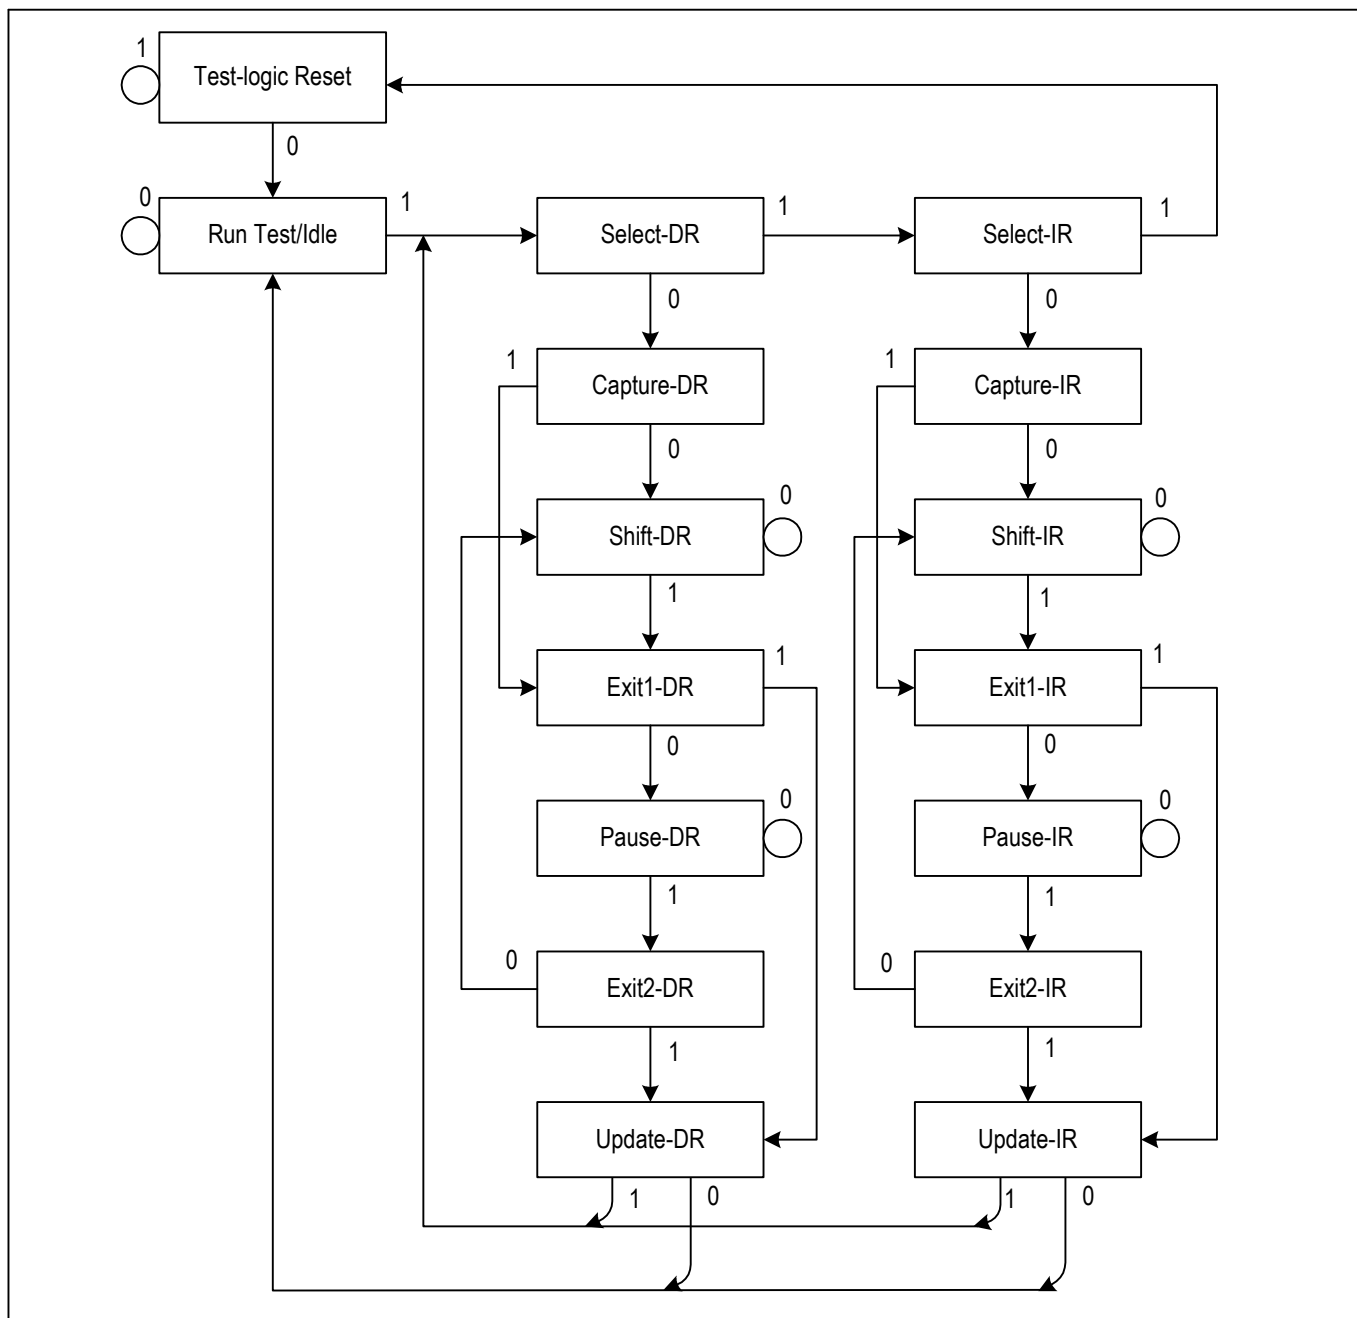 1
Test-logic Reset
0
0
Run Test/Idle
1
Select-DR
1
Select-IR
1
0
0
1
Capture-DR
1
Capture-IR
0
0
Shift-DR
0
Shift-IR
0
1
1
Exit1-DR
1
Exit1-IR
1
0
0
Pause-DR
0
Pause-IR
0
1
1
0
Exit2-DR
0
Exit2-IR
1
1
Update-DR
Update-IR
1
0
1
0